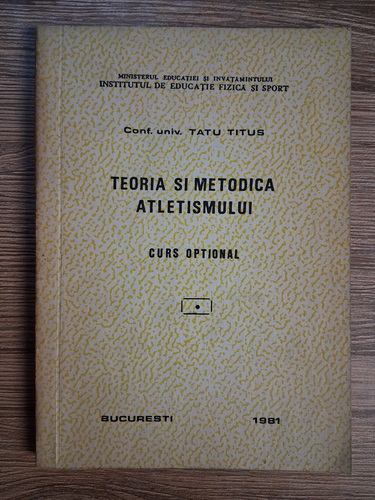 MINISTERUL EDUCAȚIEI ȘI INVĂȚAMINTULUI
INSTITUTUL DE EDUCAȚIE FIZICĂ ȘI SPORT
Conf. univ. TATU TITUS
TEORIA SI METODICA
ATLETISMULUI
CURS OPTIONAL
BUCURESTI 1981